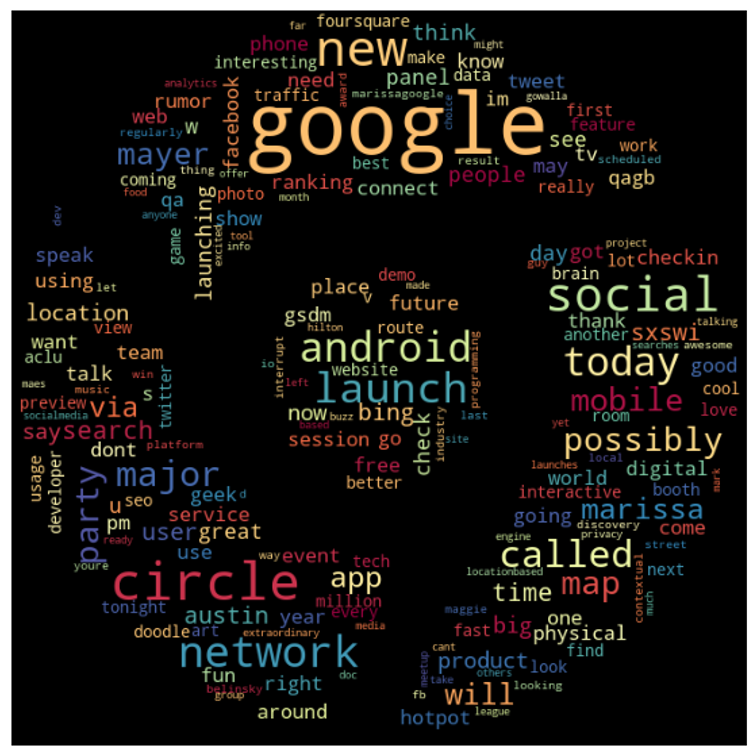 far
foursquare
think
phone
new
make
might
interesting
know
need
panel
data
tweet
analytics
rumor
facebook
traffic
award
marissagoogle
im
gowalla
choice
first
web
feature
regularly
w
google
see
work
mayer
best
result
tv
scheduled
coming
thing
offer
ranking
connect
people
may
qagb
food
photo
month
really
qa
launching
anyone
dev
show
game
excited
tool
info
speak
using
let
location
view
want
aclu
team
talk
maes
win
music
preview
via
twitter
s
socialmedia
say
search
dont
platform
usage
developer
party
major
u
seo
pm
geek
d
service
ready
user
great
use
youre
way
event
tech
circle
app
million
every
tonight
austin
year
media
doodle
art
extraordinary
network
fun
doc
belinsky
right
group
around
demo
place
v
made
future
gsdm
hilton
route
android
io
interrupt
website
programming
left
launch
now
buzz
bing
based
check
industry
last
session
go
site
free
better
project
day
got
guy
lot
checkin
brain
social
thank
talking
another
sxswi
searches
awesome
today
good
cool
mobile
love
room
yet
possibly
local
launches
digital
mark
world
interactive
booth
going
marissa
discovery
privacy
come
engine
street
called
locationbased
next
time
map
contextual
much
maggie
one
fast
big
physical
cant
find
meetup
product
look
take
others
fb
will
looking
league
hotpot